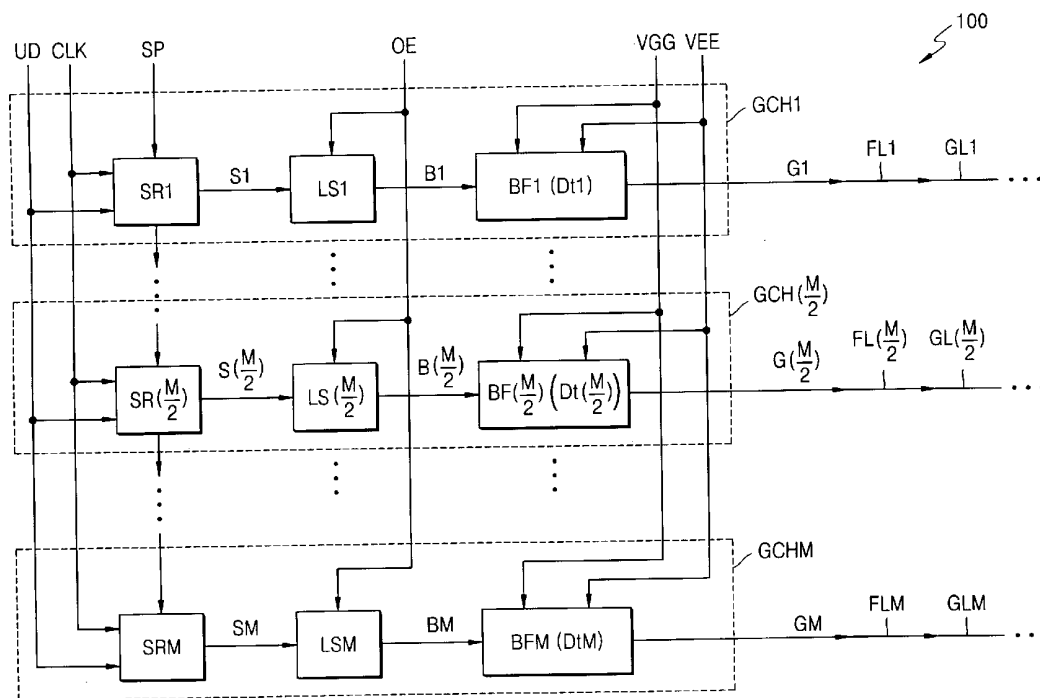 100
UD CLK SP OE VGG VEE
GCH1
SR1 S1 LS1 B1 BF1 (Dt1) G1 FL1 GL1
GCH(M/2)
SR(M/2) S(M/2) LS(M/2) B(M/2) BF(M/2)(Dt(M/2)) G(M/2) FL(M/2) GL(M/2)
GCHM
SRM SM LSM BM BFM (DtM) GM FLM GLM